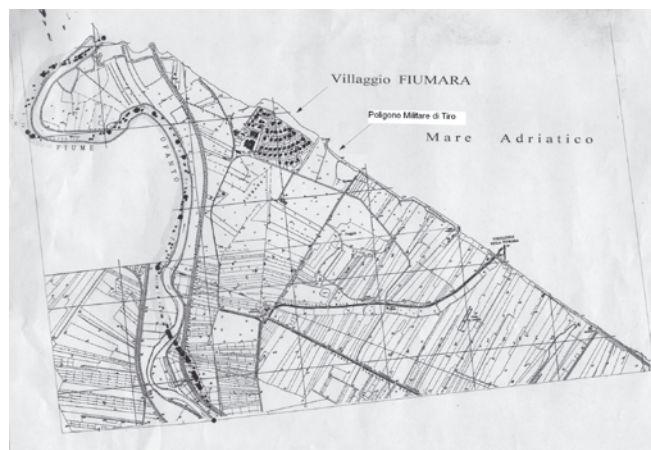 Villaggio FIUMARA
Poligono Militare di Tiro
Mare Adriatico
FIUME
OFANTO